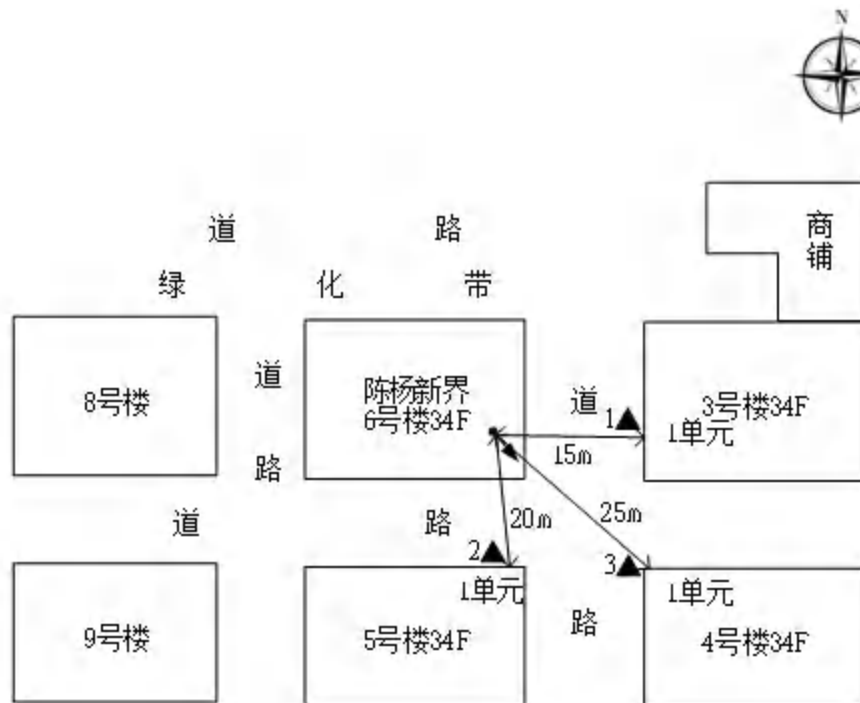 N
商
铺
道 路
绿 化 带
8号楼
道
路
陈杨新界
6号楼34F
道
1
3号楼34F
1单元
15m
道 路
20m
25m
2
3
1单元
1单元
9号楼
5号楼34F
路
4号楼34F